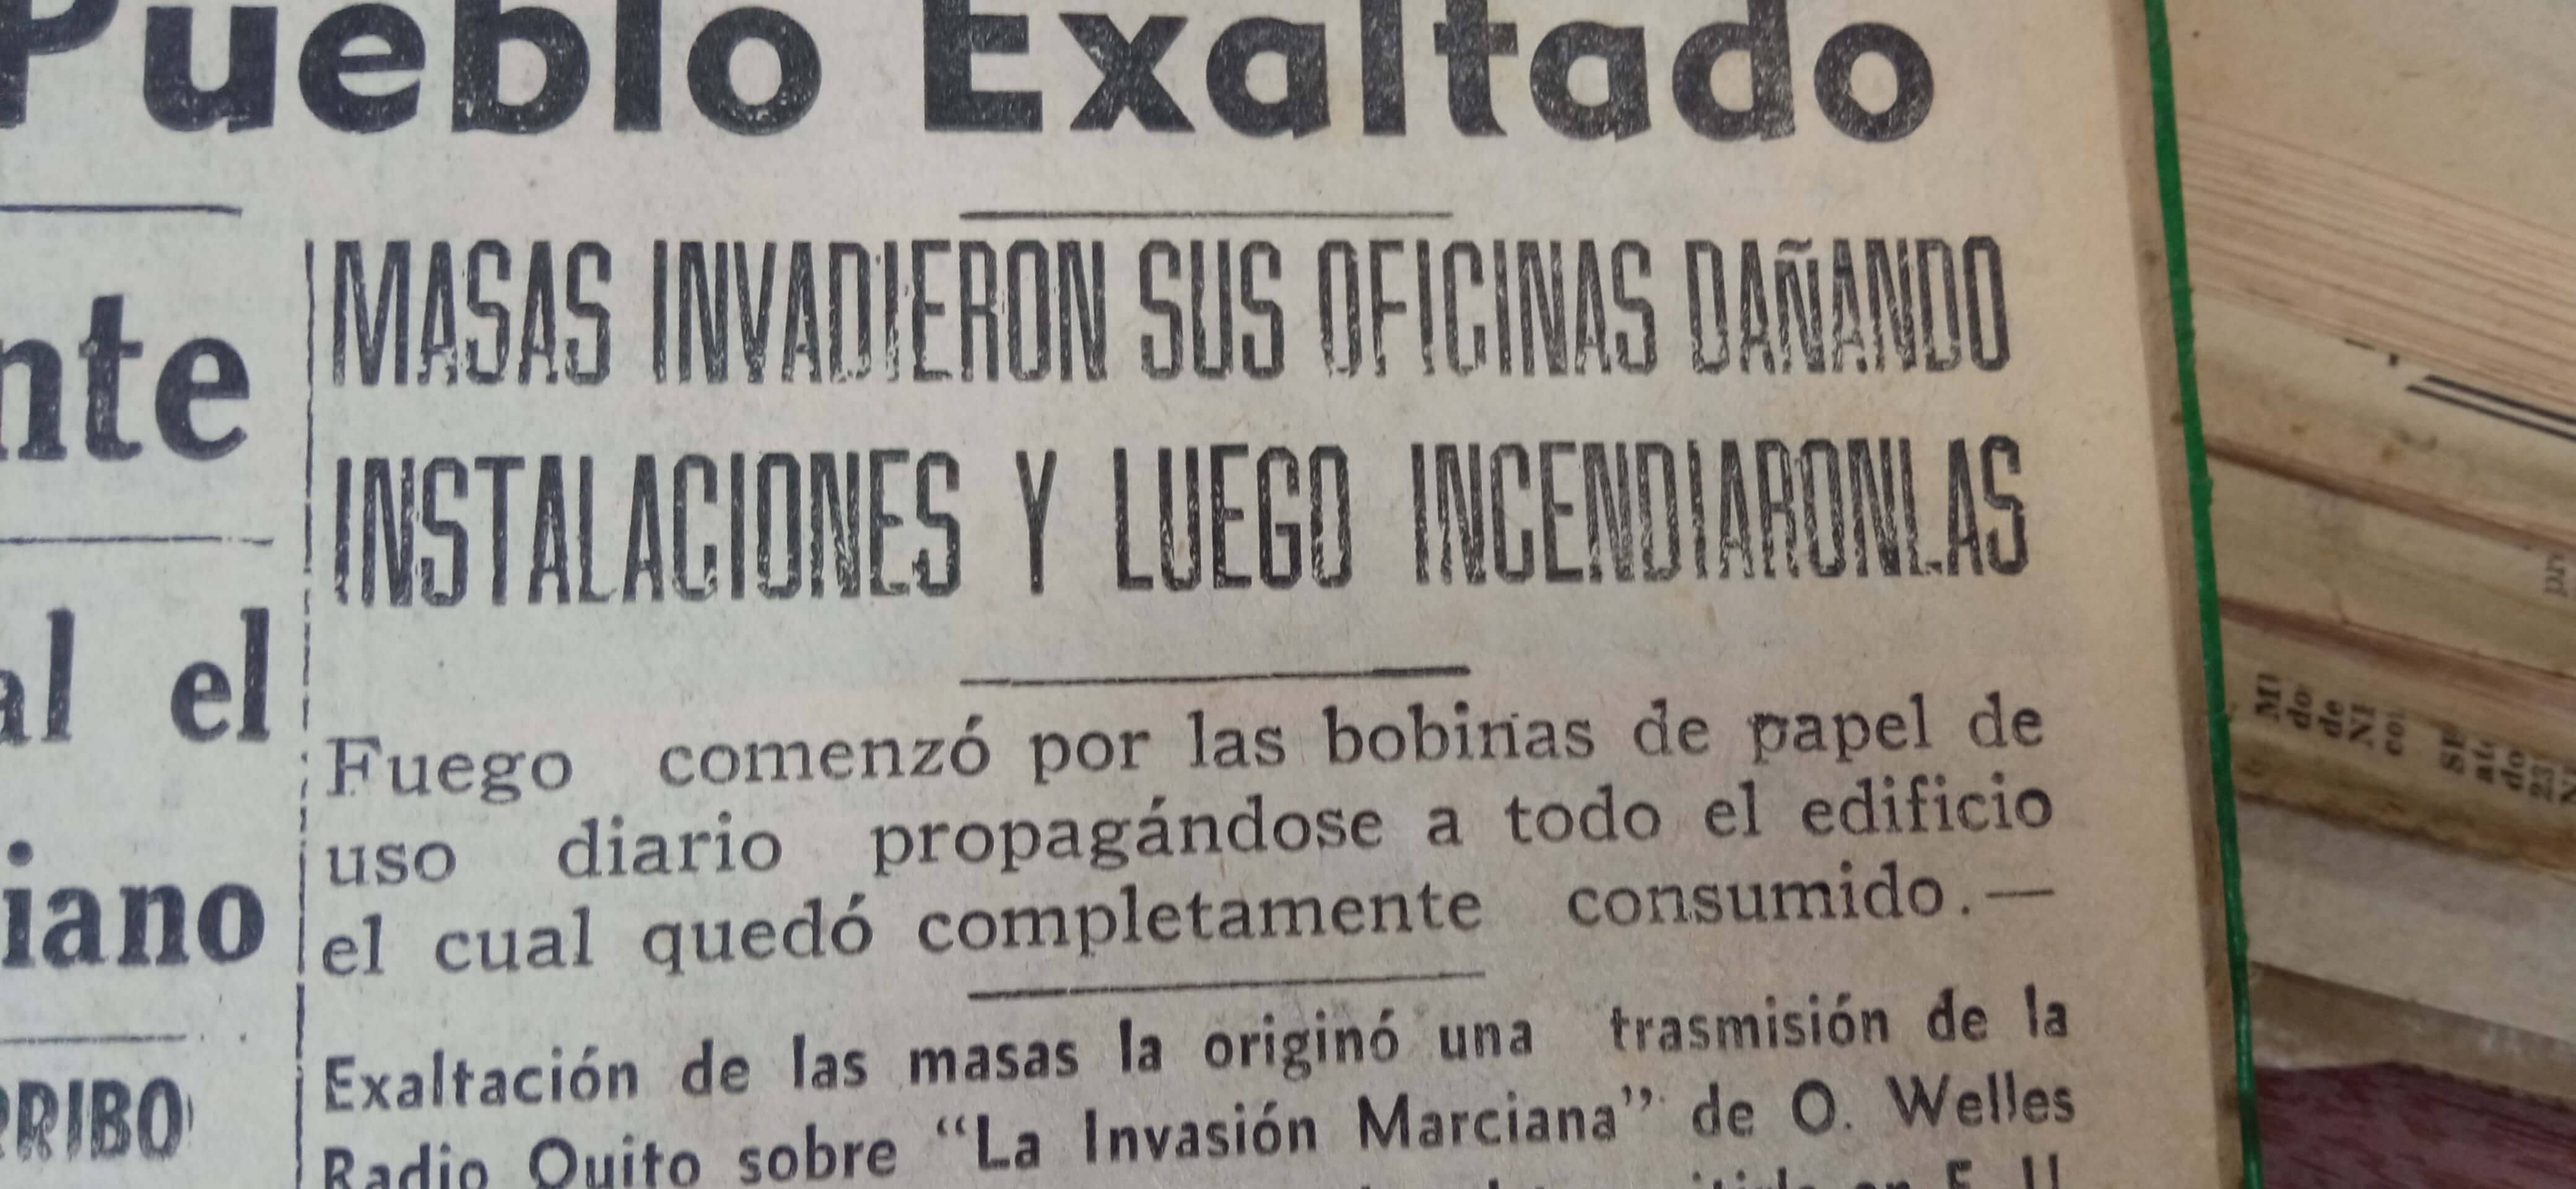 Pueblo Exaltado
MASAS INVADIERON SUS OFICINAS DAÑANDO
INSTALACIONES Y LUEGO INCENDIARONLAS
Fuego comenzó por las bobinas de papel de
uso diario propagándose a todo el edificio
el cual quedó completamente consumido.—
Exaltación de las masas la originó una trasmisión de la
Radio Quito sobre “La Invasión Marciana” de O. Welles
en E. U.
nte
al el
iano
RRIBO